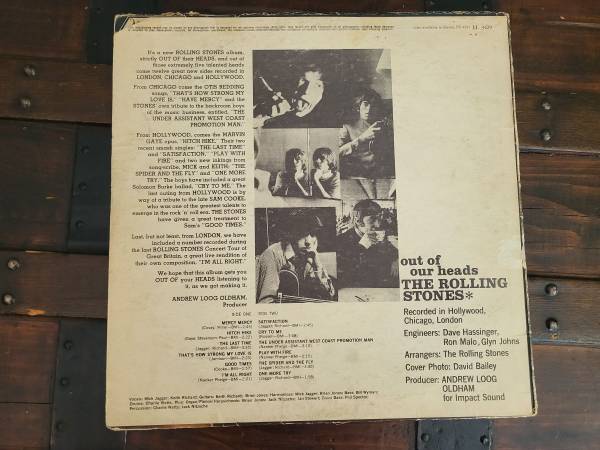 LL 3429
It's a new ROLLING STONES album,
strictly OUT OF their HEADS, and out of
those extremely five talented heads
come twelve great new sides recorded in
LONDON, CHICAGO and HOLLYWOOD.
From CHICAGO come the OTIS REDDING
songs, "THAT'S HOW STRONG MY
LOVE IS," "HAVE MERCY" and the
STONES' own tribute to the backroom boys
of the music business, entitled, "THE
UNDER ASSISTANT WEST COAST
PROMOTION MAN."
From HOLLYWOOD, comes the MARVIN
GAYE opus, "HITCH HIKE." Their two
recent smash singles: "THE LAST TIME"
and "SATISFACTION," "PLAY WITH
FIRE" and two new inkings from
song-scribe, MICK and KEITH: "THE
SPIDER AND THE FLY" and "ONE MORE
TRY." The boys have included a great
Solomon Burke ballad, "CRY TO ME." The
last outing from HOLLYWOOD is by
way of a tribute to the late SAM COOKE,
who was one of the greatest talents to
emerge in the rock 'n' roll era. THE STONES
have given a great treatment to
Sam's "GOOD TIMES."
Last, but not least, from LONDON, we have
included a number recorded during
the last ROLLING STONES Concert Tour of
Great Britain, a great live rendition of
their own composition, "I'M ALL RIGHT."
We hope that this album gets you
OUT OF your HEADS listening to
it, as we got making it.
ANDREW LOOG OLDHAM,
Producer
SIDE ONE
MERCY MERCY
HITCH HIKE
THE LAST TIME
THAT'S HOW STRONG MY LOVE IS
GOOD TIMES
I'M ALL RIGHT
SIDE TWO
SATISFACTION
CRY TO ME
THE UNDER ASSISTANT WEST COAST PROMOTION MAN
PLAY WITH FIRE
THE SPIDER AND THE FLY
ONE MORE TRY
out of
our heads
THE ROLLING
STONES*
Recorded in Hollywood,
Chicago, London
Engineers: Dave Hassinger,
Ron Malo, Glyn Johns
Arrangers: The Rolling Stones
Cover Photo: David Bailey
Producer: ANDREW LOOG
OLDHAM
for Impact Sound